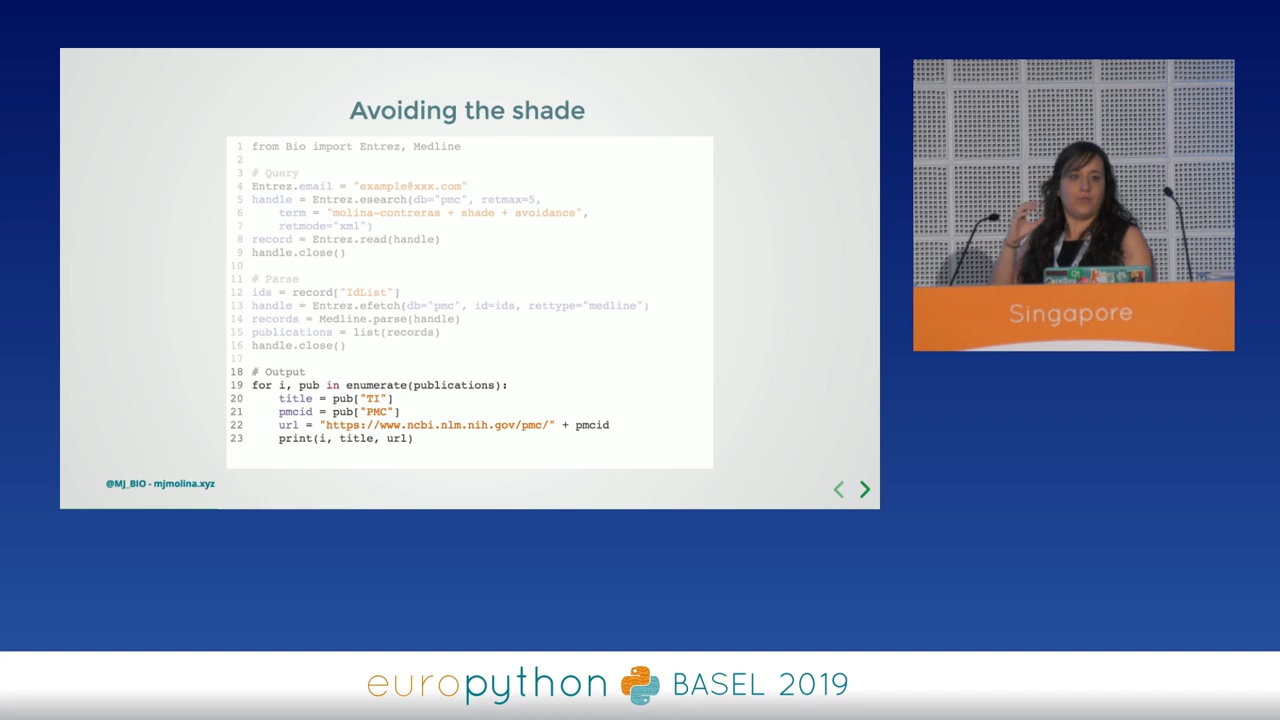 Avoiding the shade
1 from Bio import Entrez, Medline
2
3 # Query
4 Entrez.email = "example@xxx.com"
5 handle = Entrez.esearch(db="pmc", retmax=5,
6     term = "molina-contreras + shade + avoidance",
7     retmode="xml")
8 record = Entrez.read(handle)
9 handle.close()
10
11 # Parse
12 ids = record["IdList"]
13 handle = Entrez.efetch(db="pmc", id=ids, rettype="medline")
14 records = Medline.parse(handle)
15 publications = list(records)
16 handle.close()
17
18 # Output
19 for i, pub in enumerate(publications):
20     title = pub["TI"]
21     pmcid = pub["PMC"]
22     url = "https://www.ncbi.nlm.nih.gov/pmc/" + pmcid
23     print(i, title, url)
@MJ_BIO - mjmolina.xyz
Qt
Singapore
europython BASEL 2019